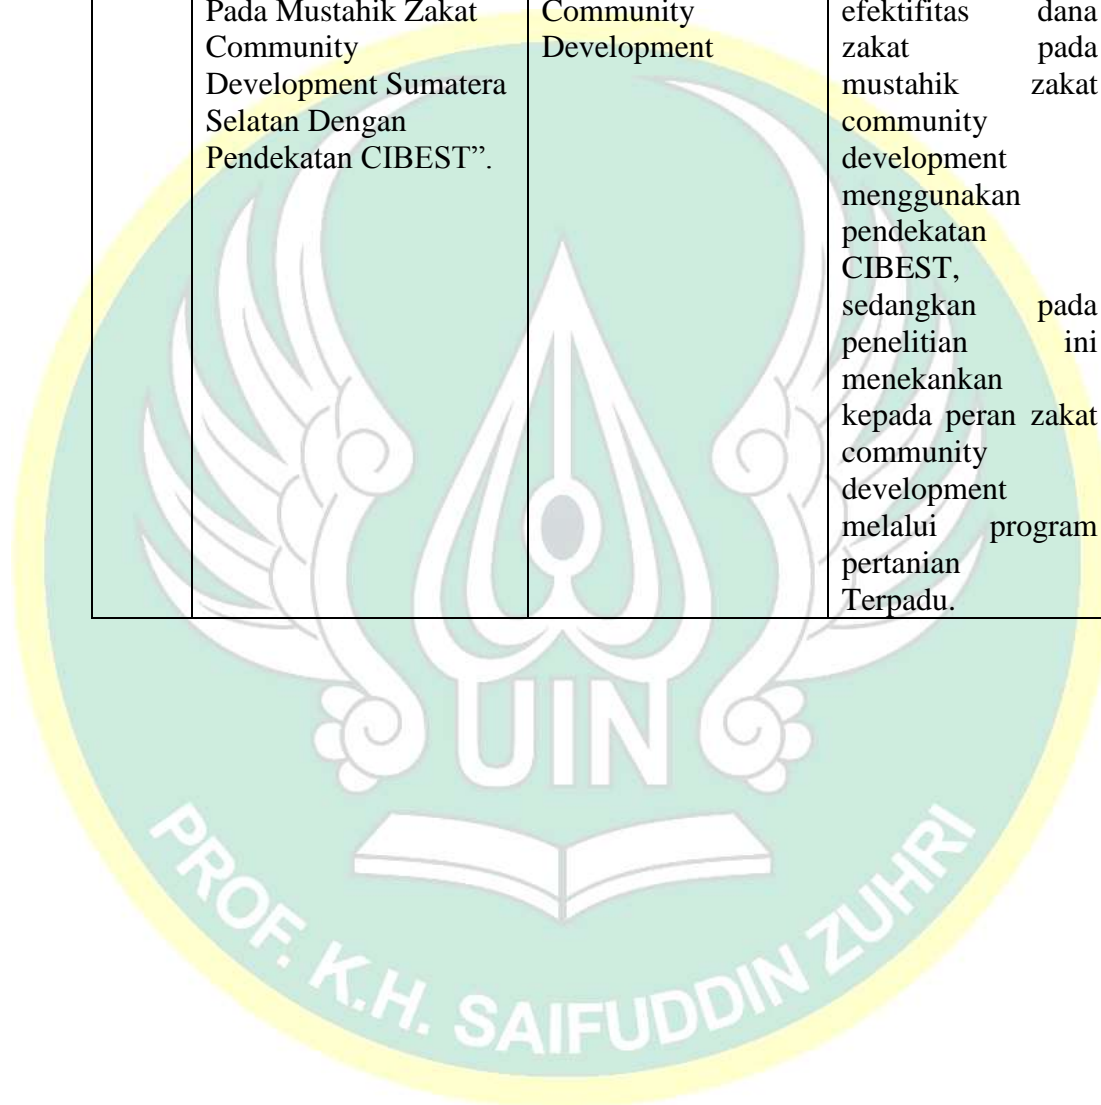 Pada Mustahik Zakat
Community
Development Sumatera
Selatan Dengan
Pendekatan CIBEST”.
Community
Development
efektifitas dana
zakat pada
mustahik zakat
community
development
menggunakan
pendekatan
CIBEST,
sedangkan pada
penelitian ini
menekankan
kepada peran zakat
community
development
melalui program
pertanian
Terpadu.
UIN
PROF. K.H. SAIFUDDIN ZUHRI